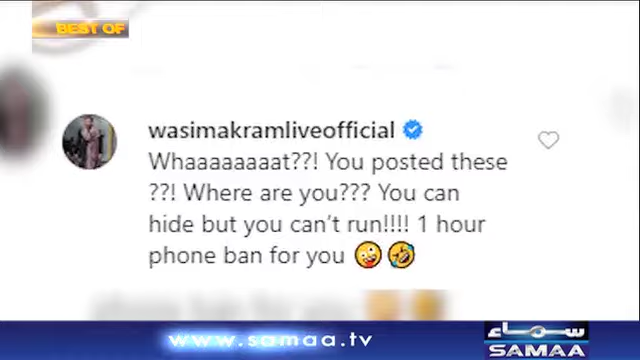 BEST OF
wasimakramliveofficial
Whaaaaaaaat??! You posted these
??! Where are you??? You can
hide but you can't run!!!! 1 hour
phone ban for you 🤪🤣
www.samaa.tv
سماء
SAMAA